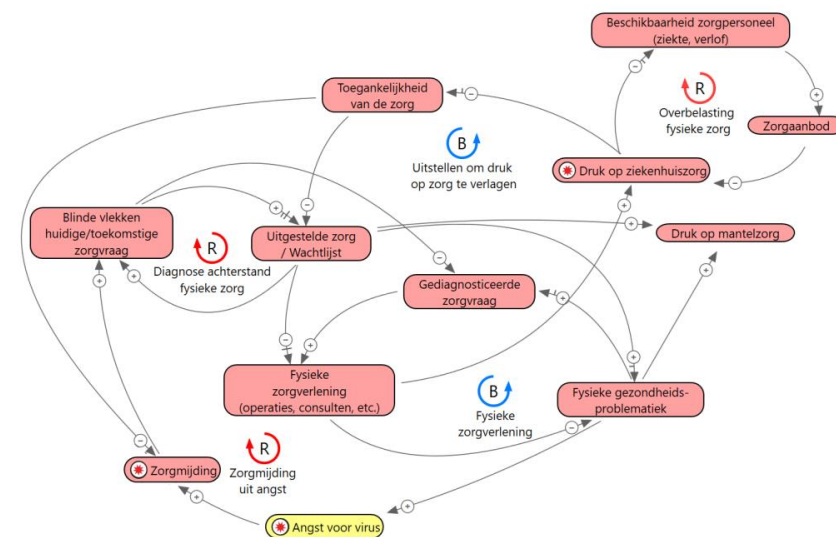 Beschikbaarheid zorgpersoneel
(ziekte, verlof)
Toegankelijkheid
van de zorg
R
Overbelasting
fysieke zorg
Zorgaanbod
B
Uitstellen om druk
op zorg te verlagen
Druk op ziekenhuiszorg
Blinde vlekken
huidige/toekomstige
zorgvraag
R
Diagnose achterstand
fysieke zorg
Uitgestelde zorg
/ Wachtlijst
Druk op mantelzorg
Gediagnosticeerde
zorgvraag
Fysieke
zorgverlening
(operaties, consulten, etc.)
B
Fysieke
zorgverlening
Fysieke gezondheids-
problematiek
Zorgmijding
R
Zorgmijding
uit angst
Angst voor virus